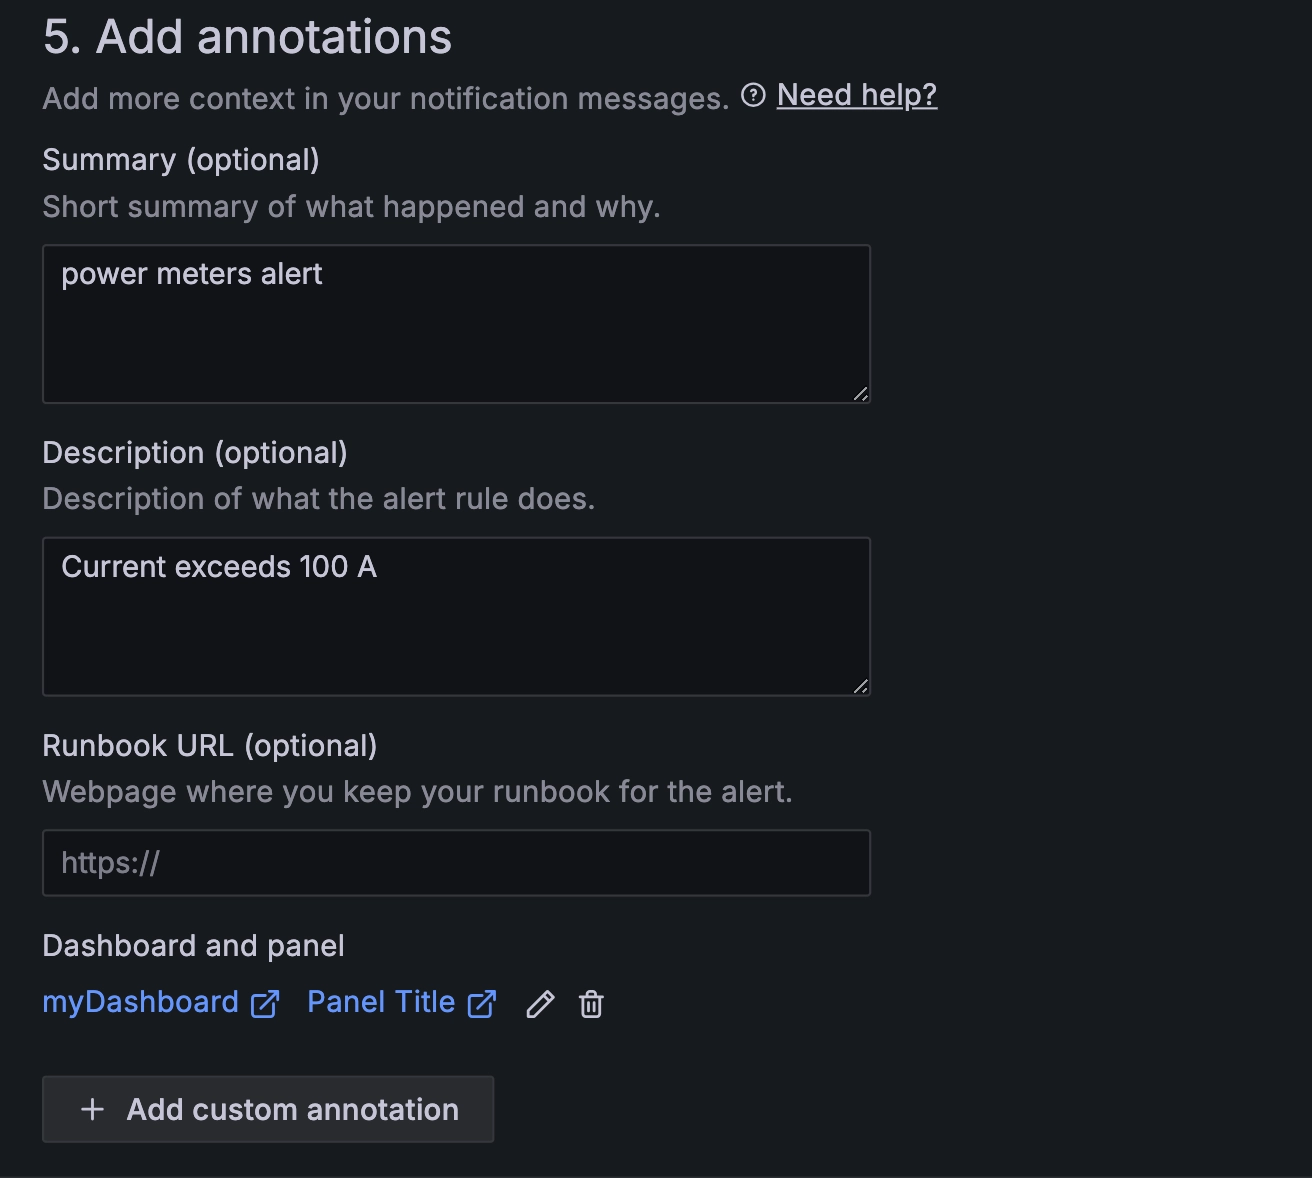 5. Add annotations
Add more context in your notification messages. Need help?
Summary (optional)
Short summary of what happened and why.
power meters alert
Description (optional)
Description of what the alert rule does.
Current exceeds 100 A
Runbook URL (optional)
Webpage where you keep your runbook for the alert.
https://
Dashboard and panel
myDashboard Panel Title
+ Add custom annotation